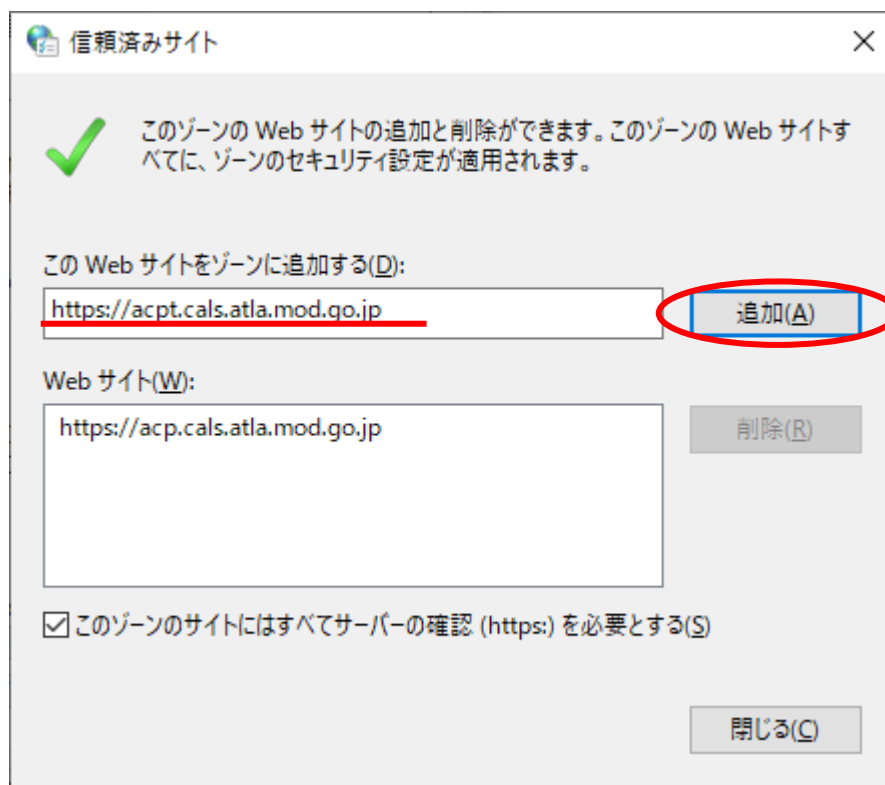 信頼済みサイト
このゾーンの Web サイトの追加と削除ができます。このゾーンの Web サイトす
べてに、ゾーンのセキュリティ設定が適用されます。
この Web サイトをゾーンに追加する(D):
https://acpt.cals.atla.mod.go.jp
追加(A)
Web サイト(W):
https://acp.cals.atla.mod.go.jp
削除(R)
このゾーンのサイトにはすべてサーバーの確認 (https:) を必要とする(S)
閉じる(C)